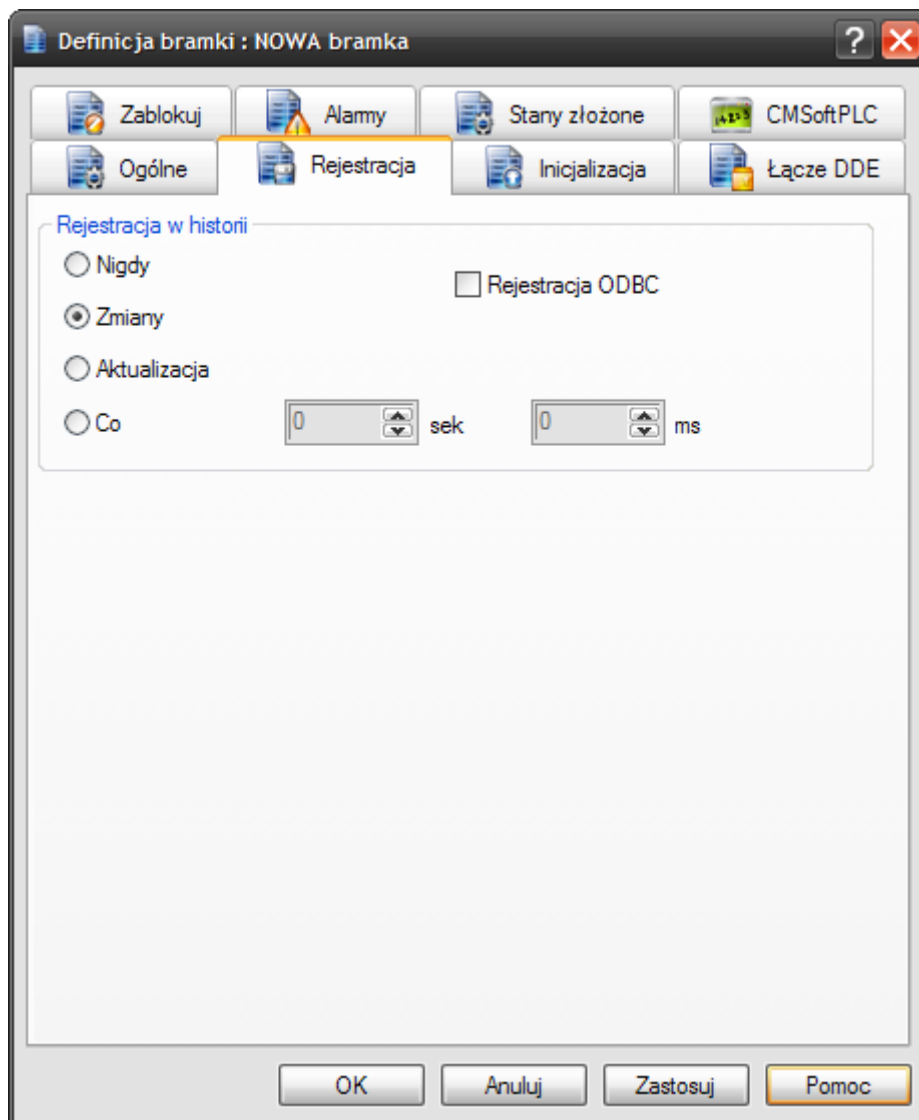 Definicja bramki : NOWA bramka
Zablokuj Alarmy Stany złożone CMSoftPLC
Ogólne Rejestracja Inicjalizacja Łącze DDE
Rejestracja w historii
Nigdy
Rejestracja ODBC
Zmiany
Aktualizacja
Co 0 sek 0 ms
OK Anuluj Zastosuj Pomoc